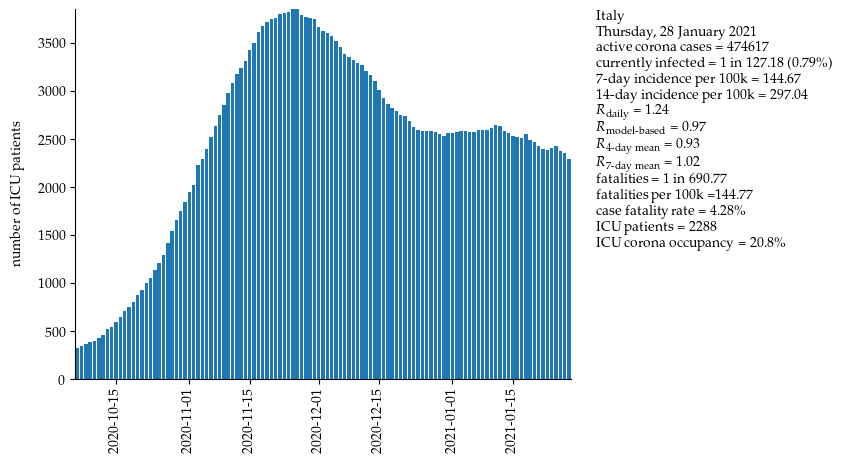 number of ICU patients
3500
3000
2500
2000
1500
1000
500
0
2020-10-15
2020-11-01
2020-11-15
2020-12-01
2020-12-15
2021-01-01
2021-01-15
Italy
Thursday, 28 January 2021
active corona cases = 474617
currently infected = 1 in 127.18 (0.79%)
7-day incidence per 100k = 144.67
14-day incidence per 100k = 297.04
R daily = 1.24
R model-based = 0.97
R 4-day mean = 0.93
R 7-day mean = 1.02
fatalities = 1 in 690.77
fatalities per 100k =144.77
case fatality rate = 4.28%
ICU patients = 2288
ICU corona occupancy = 20.8%